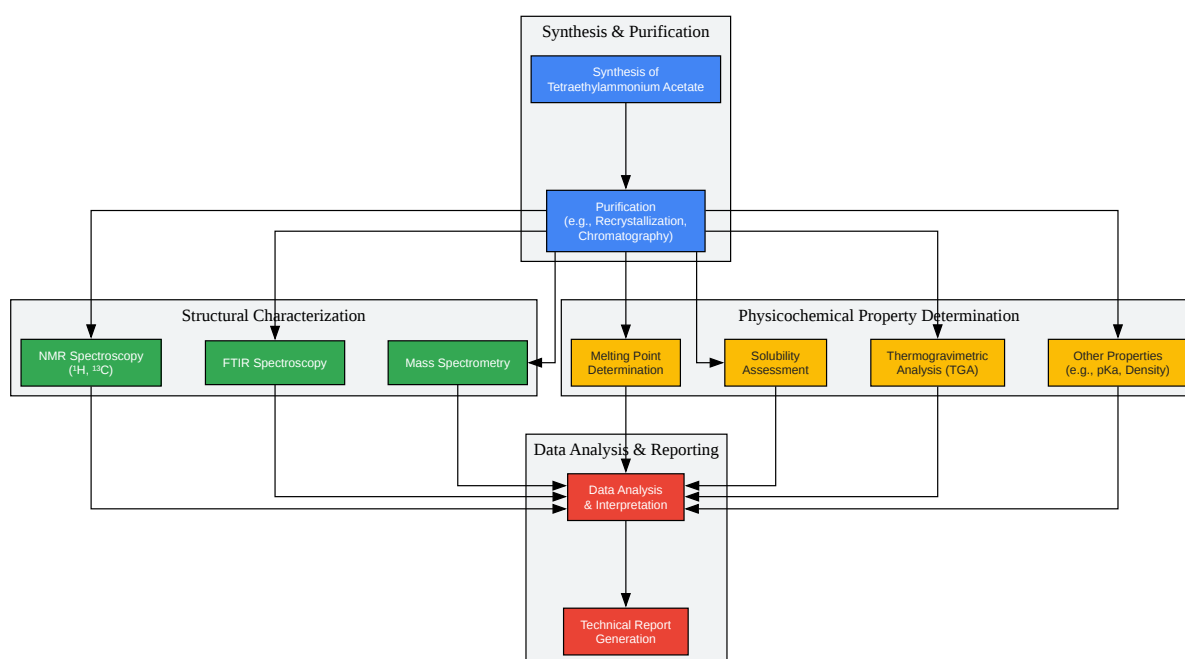 Synthesis & Purification
Synthesis of
Tetraethylammonium Acetate
Purification
(e.g., Recrystallization,
Chromatography)
Structural Characterization
NMR Spectroscopy
(¹H, ¹³C)
FTIR Spectroscopy
Mass Spectrometry
Physicochemical Property Determination
Melting Point
Determination
Solubility
Assessment
Thermogravimetric
Analysis (TGA)
Other Properties
(e.g., pKa, Density)
Data Analysis & Reporting
Data Analysis
& Interpretation
Technical Report
Generation